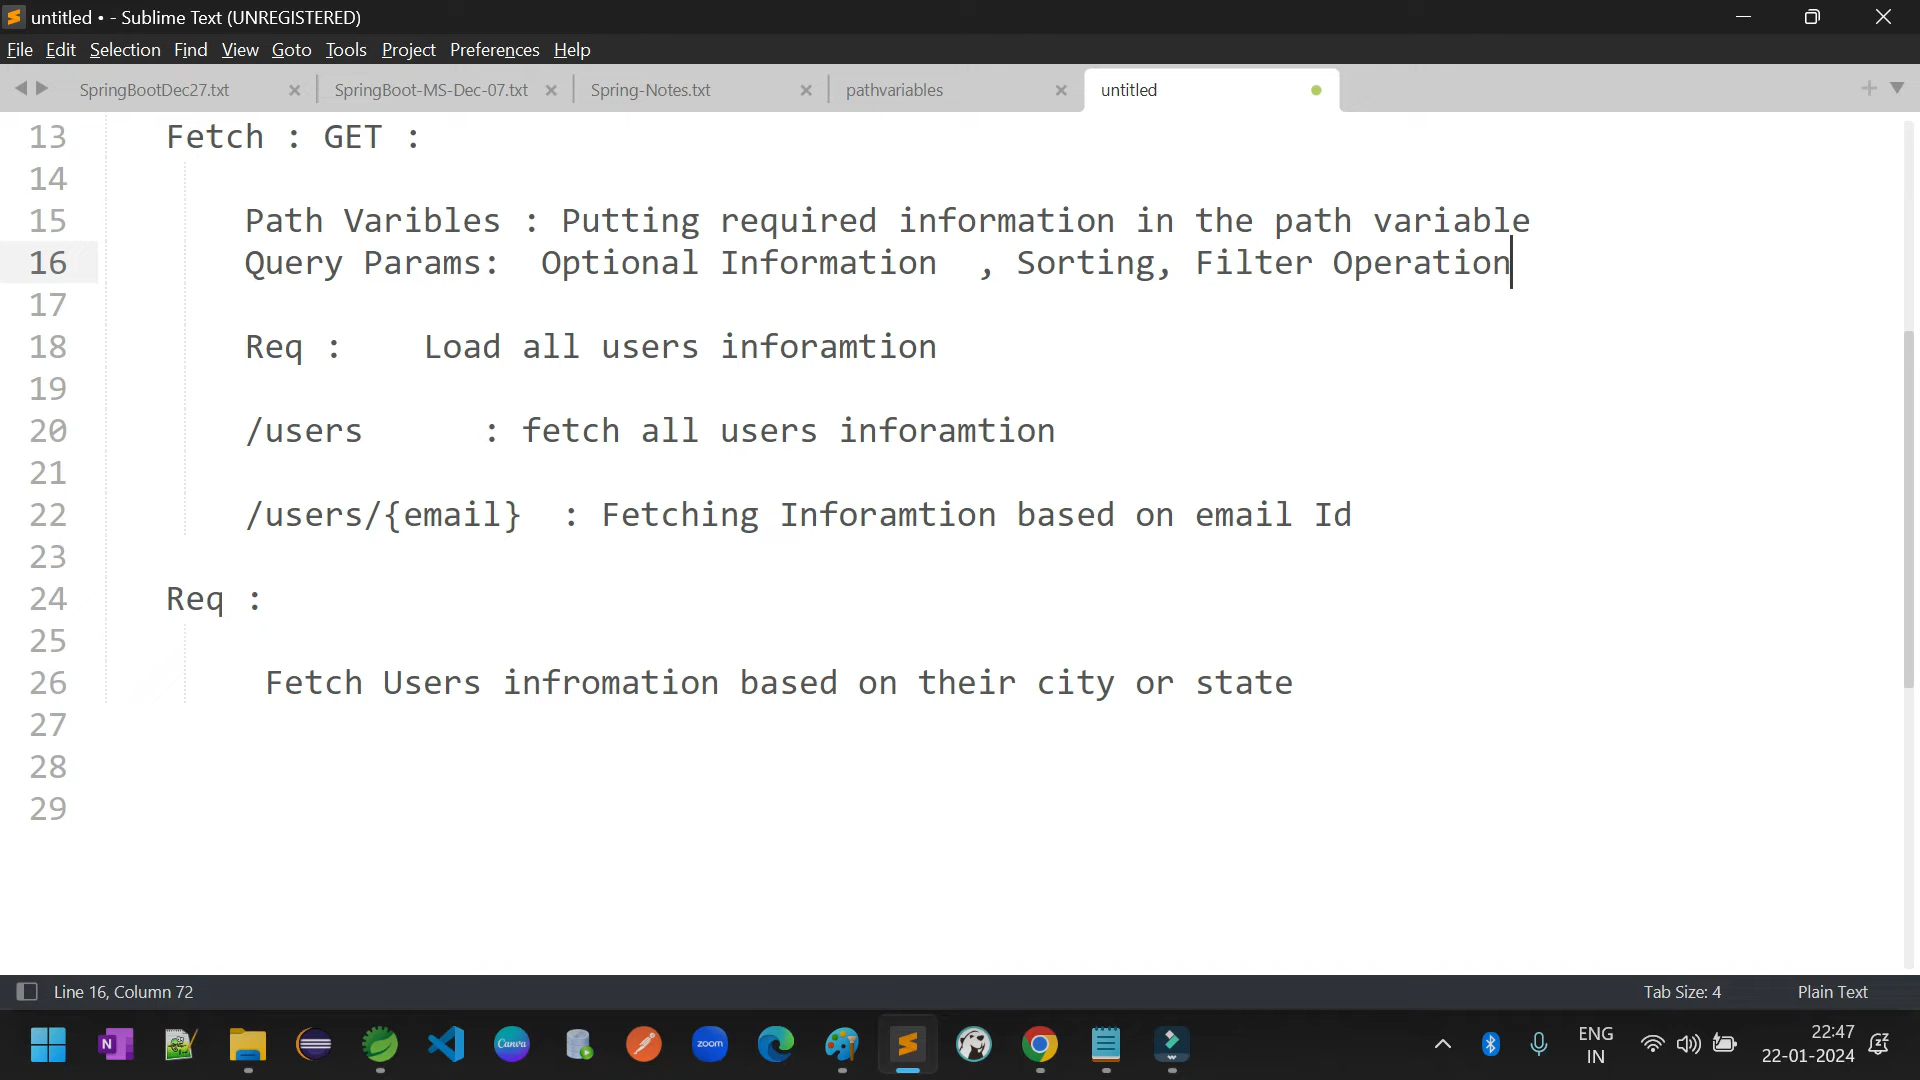 untitled • - Sublime Text (UNREGISTERED)
File Edit Selection Find View Goto Tools Project Preferences Help
SpringBootDec27.txt SpringBoot-MS-Dec-07.txt Spring-Notes.txt pathvariables untitled
13 Fetch : GET :
14
15 Path Varibles : Putting required information in the path variable
16 Query Params: Optional Information , Sorting, Filter Operation
17
18 Req : Load all users inforamtion
19
20 /users : fetch all users inforamtion
21
22 /users/{email} : Fetching Inforamtion based on email Id
23
24 Req :
25
26 Fetch Users infromation based on their city or state
27
28
29
Line 16, Column 72 Tab Size: 4 Plain Text
N Canva zoom ENG 22:47
IN 22-01-2024